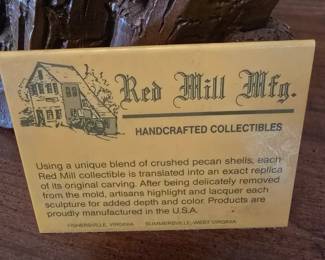 Red Mill Mfg.
HANDCRAFTED COLLECTIBLES
Using a unique blend of crushed pecan shells, each
Red Mill collectible is translated into an exact replica
of its original carving. After being delicately removed
from the mold, artisans highlight and lacquer each
sculpture for added depth and color. Products are
proudly manufactured in the U.S.A.
FISHERSVILLE, VIRGINIA SUMMERSVILLE, WEST VIRGINIA